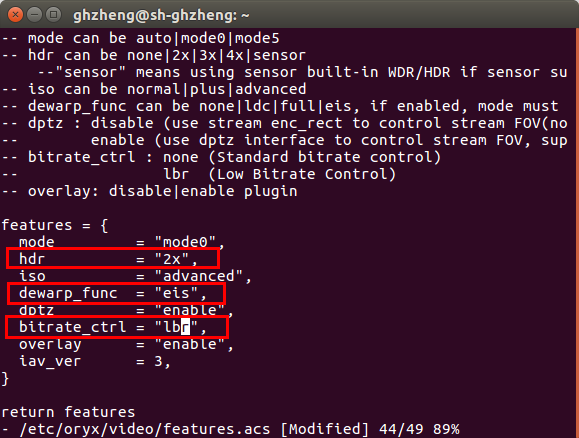 ghzheng@sh-ghzheng: ~
-- mode can be auto|mode0|mode5
-- hdr can be none|2x|3x|4x|sensor
     --"sensor" means using sensor built-in WDR/HDR if sensor su
-- iso can be normal|plus|advanced
-- dewarp_func can be none|ldc|full|eis, if enabled, mode must
-- dptz : disable (use stream enc_rect to control stream FOV(no
--        enable (use dptz interface to control stream FOV, sup
-- bitrate_ctrl : none (Standard bitrate control)
--                lbr  (Low Bitrate Control)
-- overlay: disable|enable plugin
features = {
  mode         = "mode0",
  hdr          = "2x",
  iso          = "advanced",
  dewarp_func  = "eis",
  dptz         = "enable",
  bitrate_ctrl = "lbr",
  overlay      = "enable",
  iav_ver      = 3,
}
return features
- /etc/oryx/video/features.acs [Modified] 44/49 89%